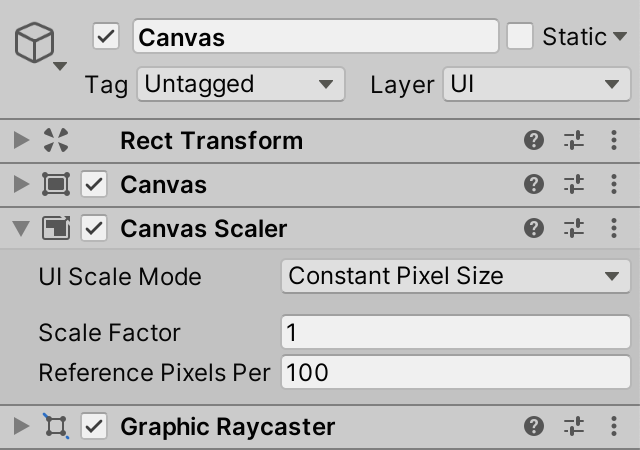 Canvas Static
Tag Untagged Layer UI
Rect Transform
Canvas
Canvas Scaler
UI Scale Mode Constant Pixel Size
Scale Factor 1
Reference Pixels Per 100
Graphic Raycaster